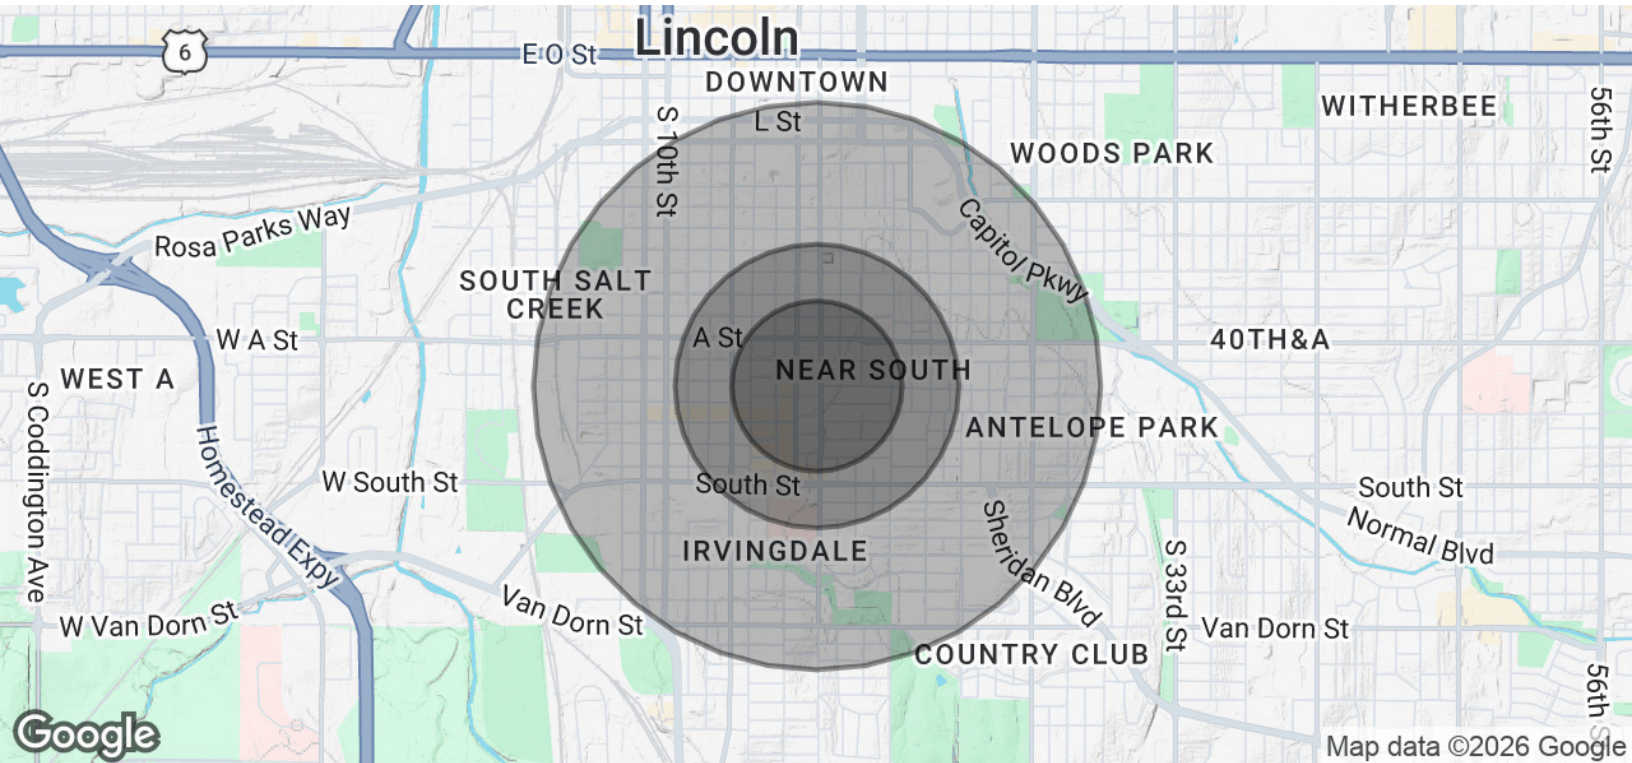 Lincoln
6
E O St
DOWNTOWN
L St
S 10th St
WITHERBEE
56th St
WOODS PARK
Rosa Parks Way
Capitol Pkwy
SOUTH SALT
CREEK
W A St
A St
40TH&A
WEST A
NEAR SOUTH
S Coddington Ave
ANTELOPE PARK
Homestead Expy
W South St
South St
South St
Normal Blvd
Sheridan Blvd
IRVINGDALE
S 33rd St
W Van Dorn St
Van Dorn St
Van Dorn St
COUNTRY CLUB
56th S
Google
Map data ©2026 Google